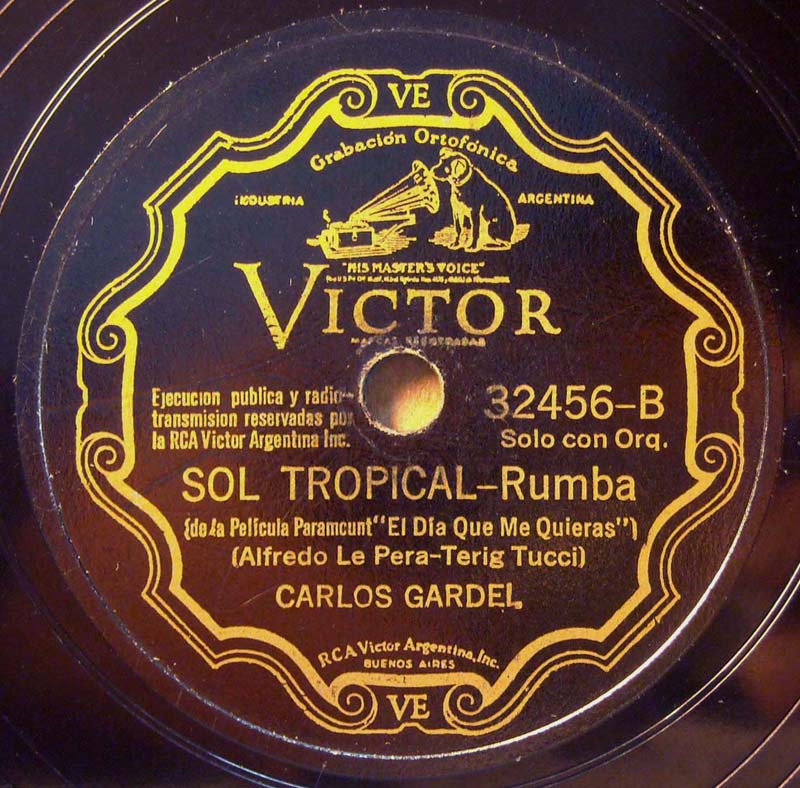 VE
Grabación Ortofónica
INDUSTRIA ARGENTINA
"HIS MASTER'S VOICE"
VICTOR
MARCAS REGISTRADAS
Ejecucion publica y radio-
transmision reservadas por
la RCA Victor Argentina Inc.
32456-B
Solo con Orq.
SOL TROPICAL-Rumba
(de la Película Paramount "El Día Que Me Quieras")
(Alfredo Le Pera-Terig Tucci)
CARLOS GARDEL
RCA Victor Argentina, Inc.
BUENOS AIRES
VE